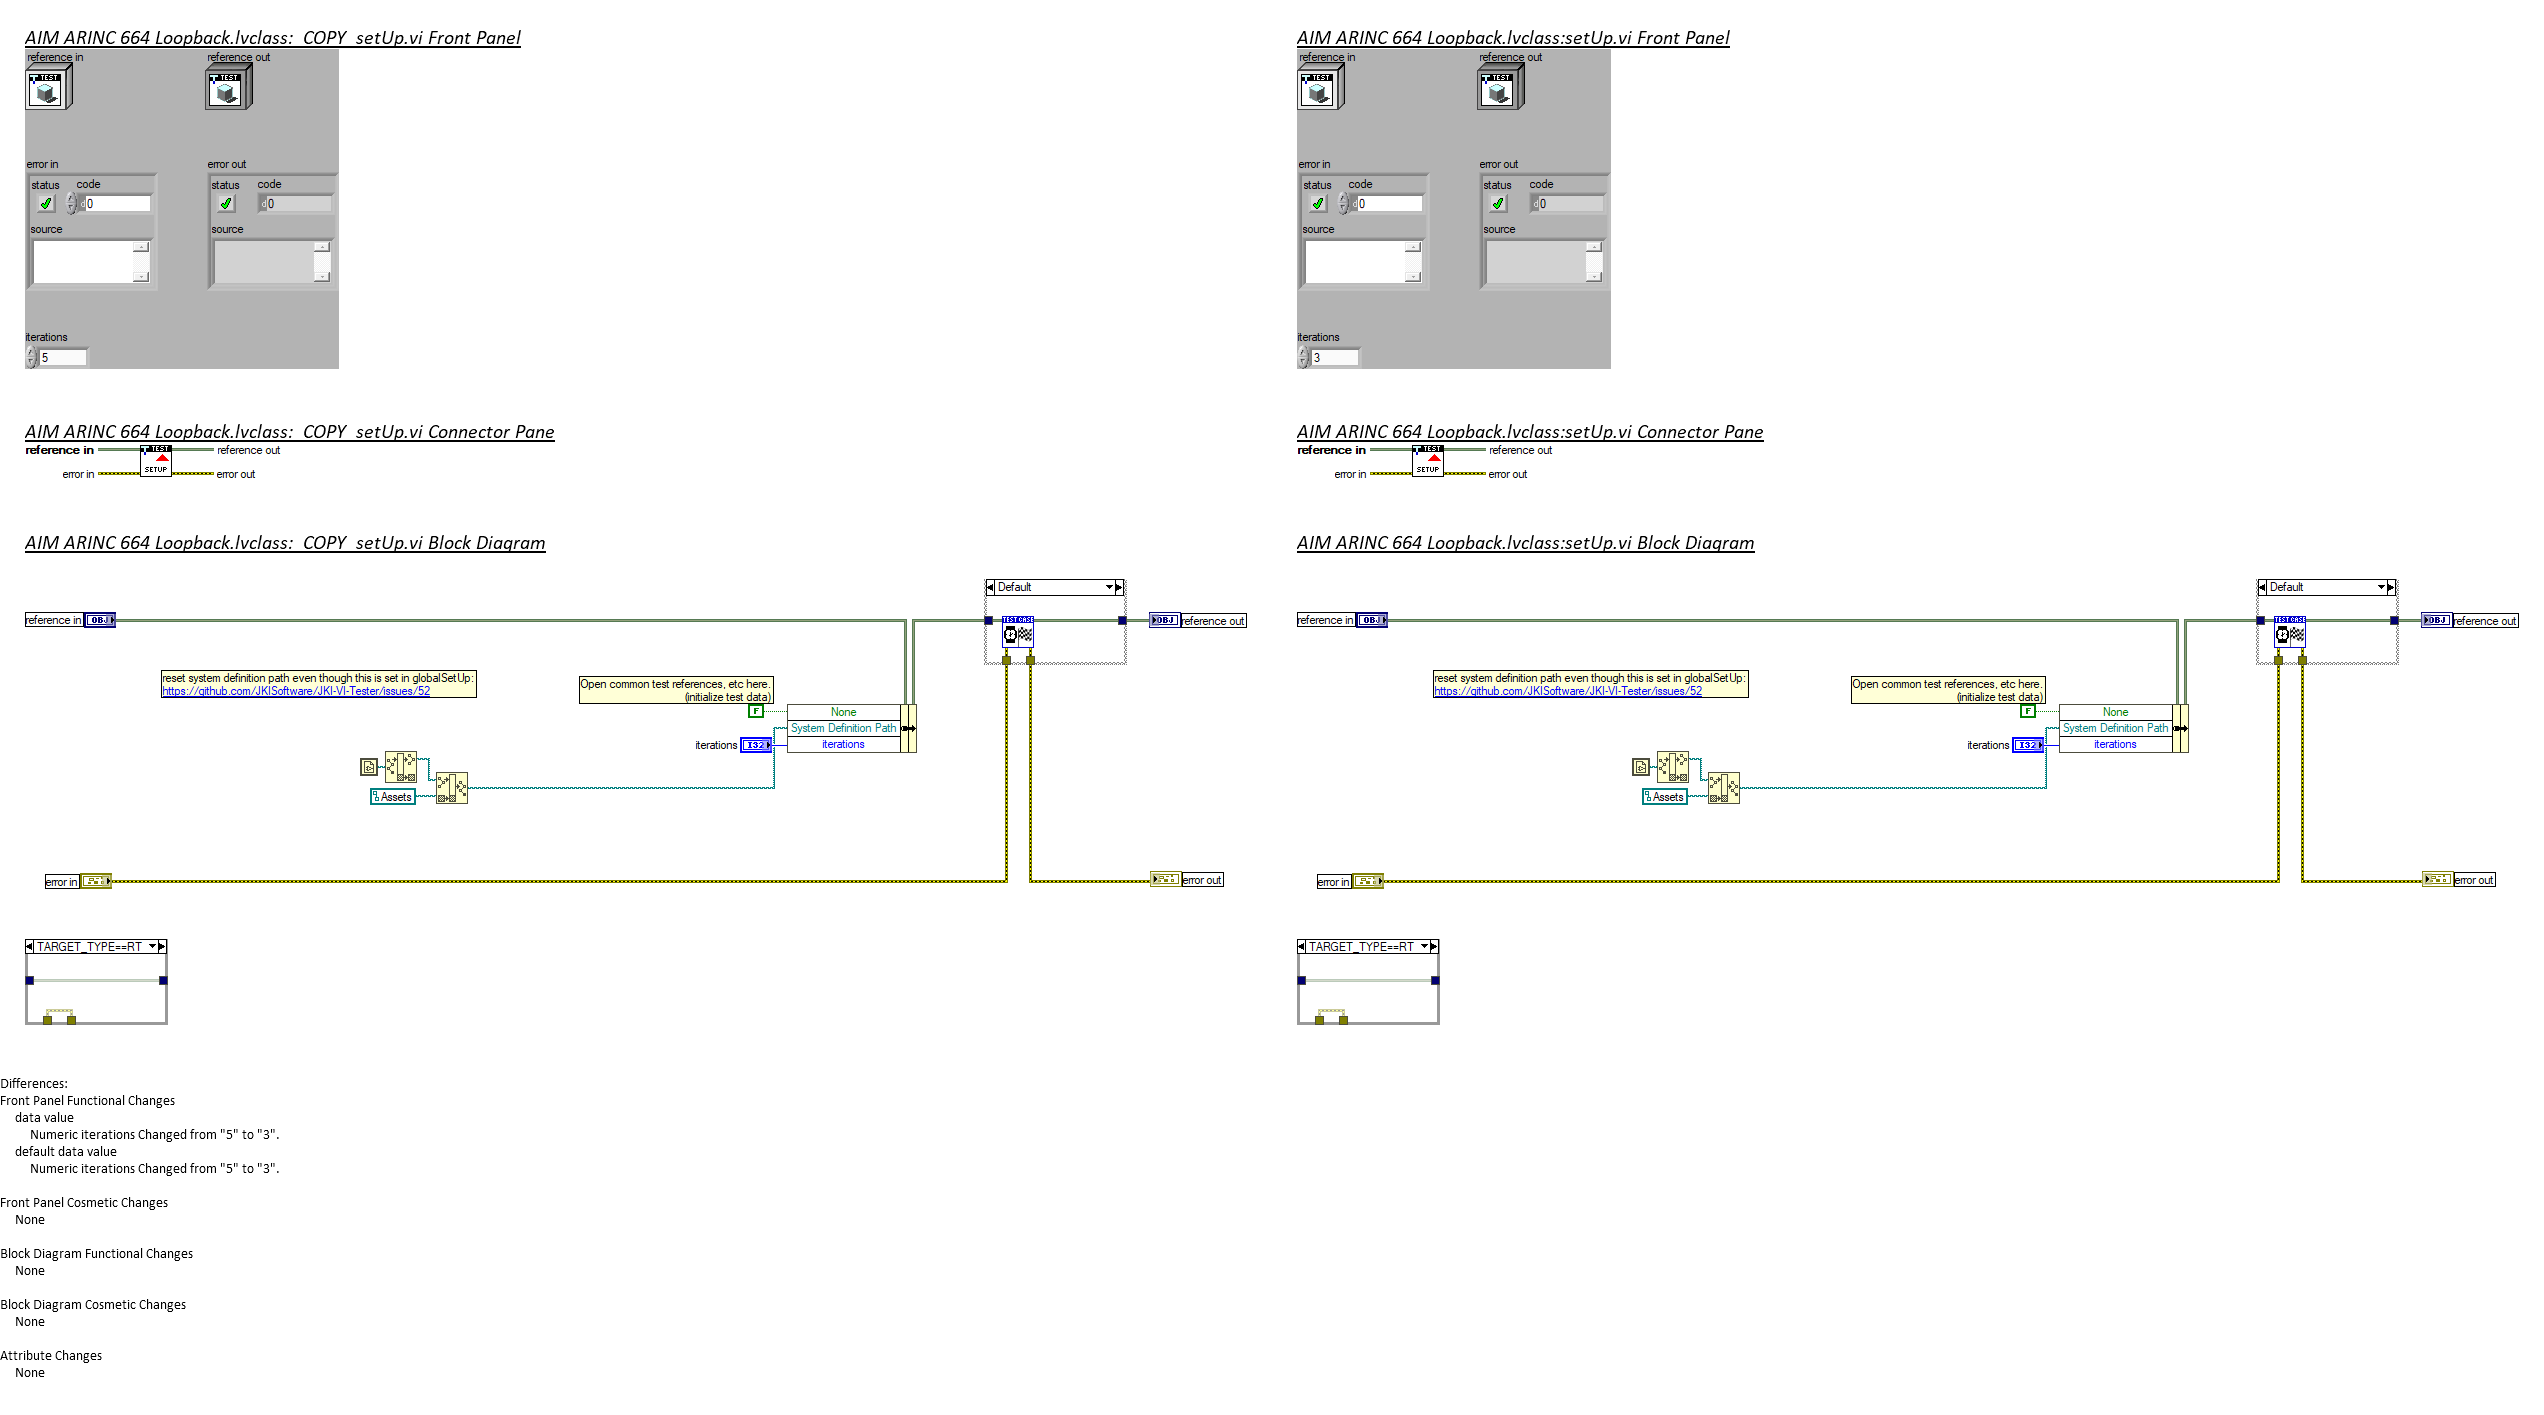 AIM ARINC 664 Loopback.lvclass:_COPY_setUp.vi Front Panel
reference in
reference out
TEST
TEST
error in
error out
status
code
status
code
d 0
d 0
source
source
iterations
5
AIM ARINC 664 Loopback.lvclass:_COPY_setUp.vi Connector Pane
reference in
TEST
reference out
error in
SETUP
error out
AIM ARINC 664 Loopback.lvclass:_COPY_setUp.vi Block Diagram
Default
reference in
OBJ
TEST CASE
OBJ
reference out
reset system definition path even though this is set in globalSetUp:
https://github.com/JKISoftware/JKI-VI-Tester/issues/52
Open common test references, etc here.
(initialize test data)
F
None
System Definition Path
iterations
I32
iterations
Assets
error in
error out
TARGET_TYPE==RT
AIM ARINC 664 Loopback.lvclass:setUp.vi Front Panel
reference in
reference out
TEST
TEST
error in
error out
status
code
status
code
d 0
d 0
source
source
iterations
3
AIM ARINC 664 Loopback.lvclass:setUp.vi Connector Pane
reference in
TEST
reference out
error in
SETUP
error out
AIM ARINC 664 Loopback.lvclass:setUp.vi Block Diagram
Default
reference in
OBJ
TEST CASE
OBJ
reference out
reset system definition path even though this is set in globalSetUp:
https://github.com/JKISoftware/JKI-VI-Tester/issues/52
Open common test references, etc here.
(initialize test data)
F
None
System Definition Path
iterations
I32
iterations
Assets
error in
error out
TARGET_TYPE==RT
Differences:
Front Panel Functional Changes
data value
Numeric iterations Changed from "5" to "3".
default data value
Numeric iterations Changed from "5" to "3".
Front Panel Cosmetic Changes
None
Block Diagram Functional Changes
None
Block Diagram Cosmetic Changes
None
Attribute Changes
None